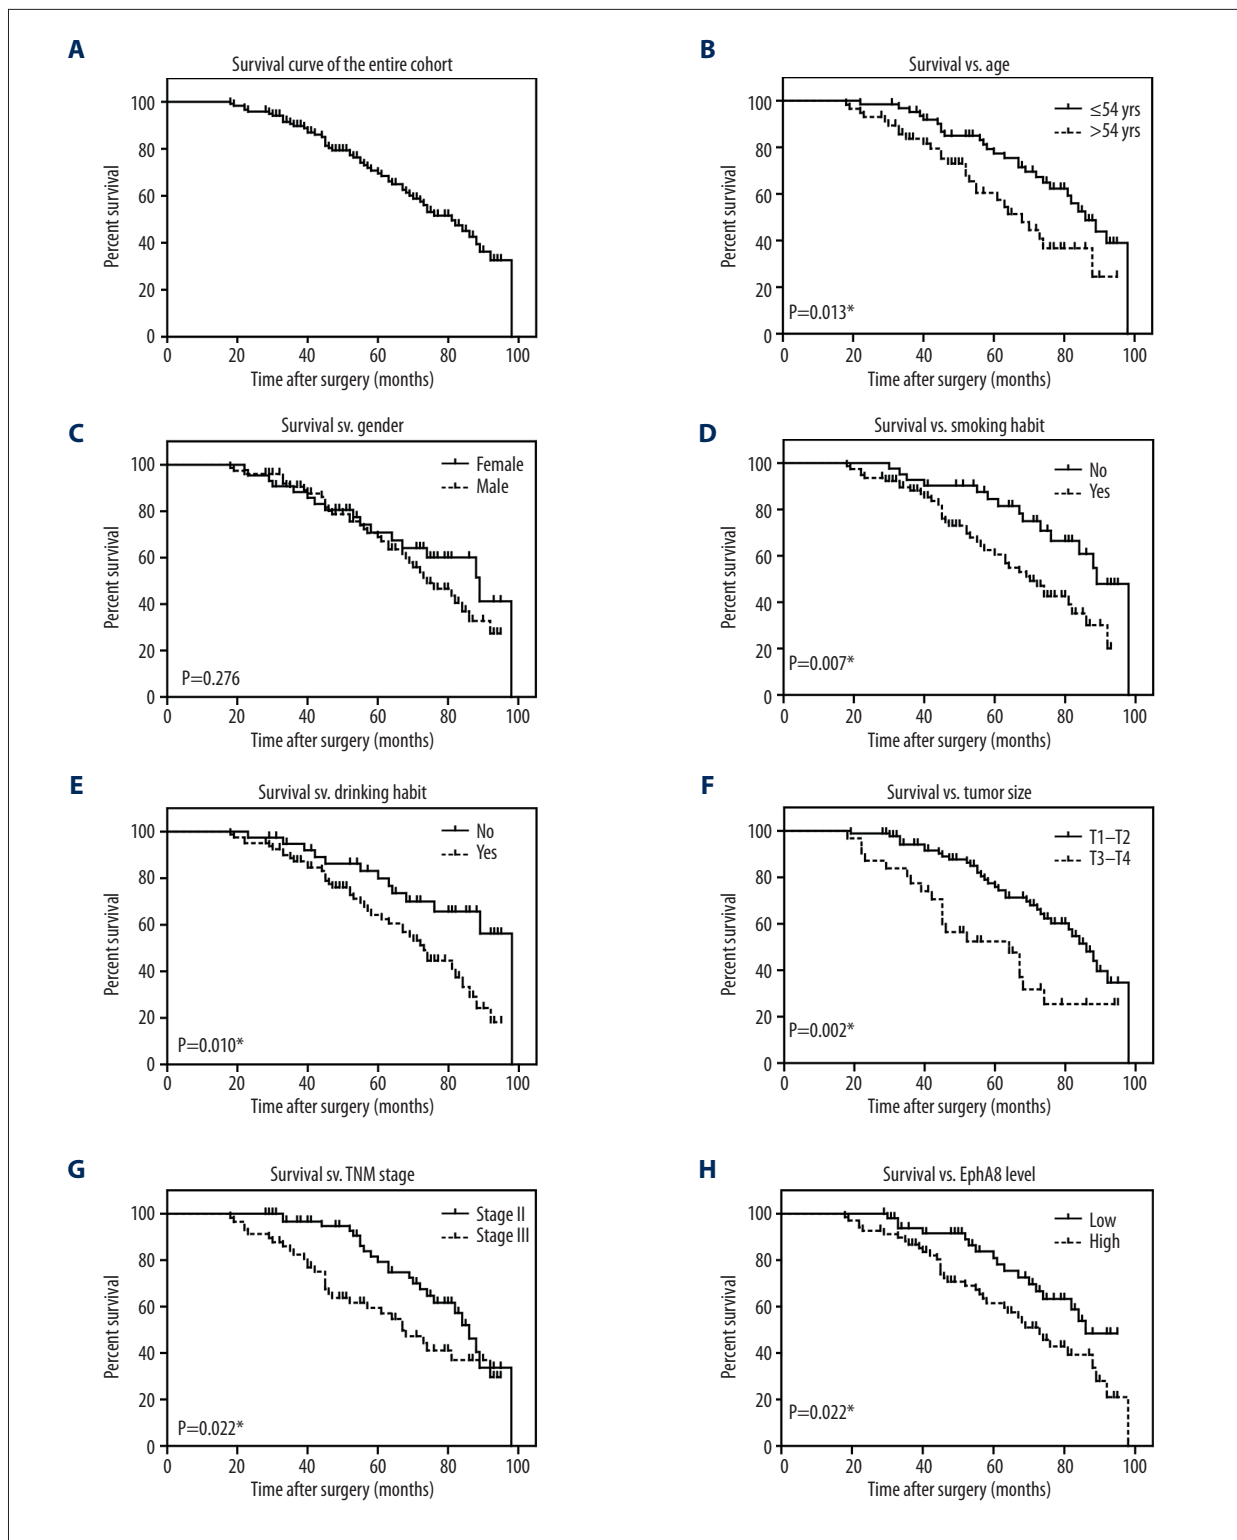 A
Survival curve of the entire cohort
Percent survival
100
80
60
40
20
0
0 20 40 60 80 100
Time after surgery (months)
B
Survival vs. age
Percent survival
100
80
60
40
20
0
≤54 yrs
>54 yrs
P=0.013*
0 20 40 60 80 100
Time after surgery (months)
C
Survival sv. gender
Percent survival
100
80
60
40
20
0
Female
Male
P=0.276
0 20 40 60 80 100
Time after surgery (months)
D
Survival vs. smoking habit
Percent survival
100
80
60
40
20
0
No
Yes
P=0.007*
0 20 40 60 80 100
Time after surgery (months)
E
Survival sv. drinking habit
Percent survival
100
80
60
40
20
0
No
Yes
P=0.010*
0 20 40 60 80 100
Time after surgery (months)
F
Survival vs. tumor size
Percent survival
100
80
60
40
20
0
T1–T2
T3–T4
P=0.002*
0 20 40 60 80 100
Time after surgery (months)
G
Survival sv. TNM stage
Percent survival
100
80
60
40
20
0
Stage II
Stage III
P=0.022*
0 20 40 60 80 100
Time after surgery (months)
H
Survival vs. EphA8 level
Percent survival
100
80
60
40
20
0
Low
High
P=0.022*
0 20 40 60 80 100
Time after surgery (months)